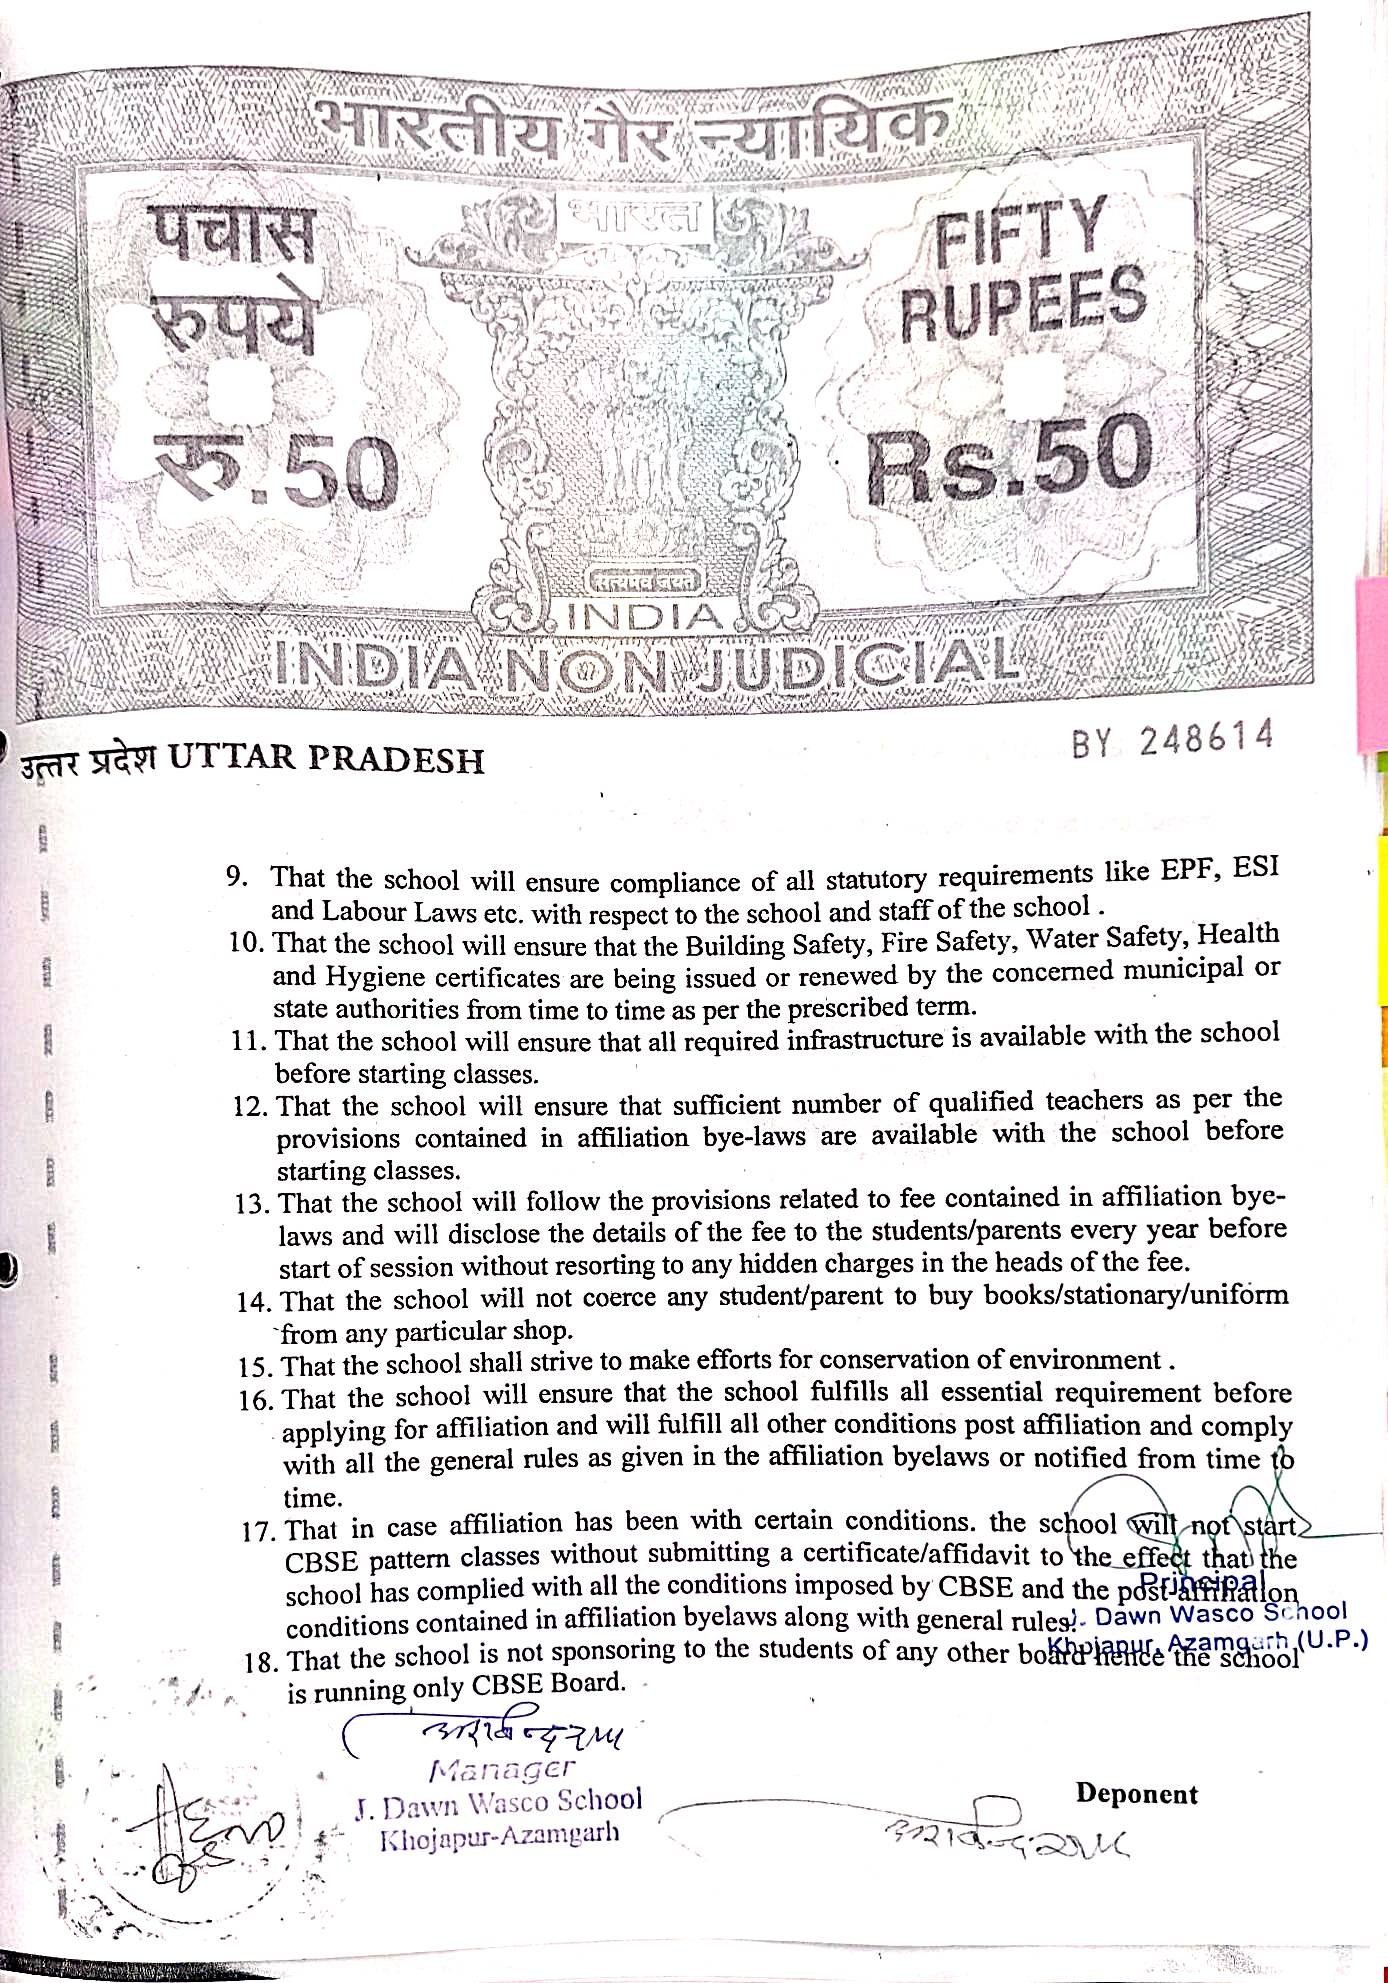 भारतीय गैर न्यायिक
भारत
पचास
रुपये
रु.50
FIFTY
RUPEES
Rs.50
सत्यमेव जयते
INDIA
INDIA NON JUDICIAL
उत्तर प्रदेश UTTAR PRADESH
BY 248614
9. That the school will ensure compliance of all statutory requirements like EPF, ESI
and Labour Laws etc. with respect to the school and staff of the school .
10. That the school will ensure that the Building Safety, Fire Safety, Water Safety, Health
and Hygiene certificates are being issued or renewed by the concerned municipal or
state authorities from time to time as per the prescribed term.
11. That the school will ensure that all required infrastructure is available with the school
before starting classes.
12. That the school will ensure that sufficient number of qualified teachers as per the
provisions contained in affiliation bye-laws are available with the school before
starting classes.
13. That the school will follow the provisions related to fee contained in affiliation bye-
laws and will disclose the details of the fee to the students/parents every year before
start of session without resorting to any hidden charges in the heads of the fee.
14. That the school will not coerce any student/parent to buy books/stationary/uniform
from any particular shop.
15. That the school shall strive to make efforts for conservation of environment .
16. That the school will ensure that the school fulfills all essential requirement before
applying for affiliation and will fulfill all other conditions post affiliation and comply
with all the general rules as given in the affiliation byelaws or notified from time to
time.
17. That in case affiliation has been with certain conditions. the school will not start
CBSE pattern classes without submitting a certificate/affidavit to the effect that the
school has complied with all the conditions imposed by CBSE and the post-affiliation
conditions contained in affiliation byelaws along with general rules.
Principal
J. Dawn Wasco School
Khojapur, Azamgarh (U.P.)
18. That the school is not sponsoring to the students of any other board hence the school
is running only CBSE Board.
Manager
J. Dawn Wasco School
Khojapur-Azamgarh
Deponent